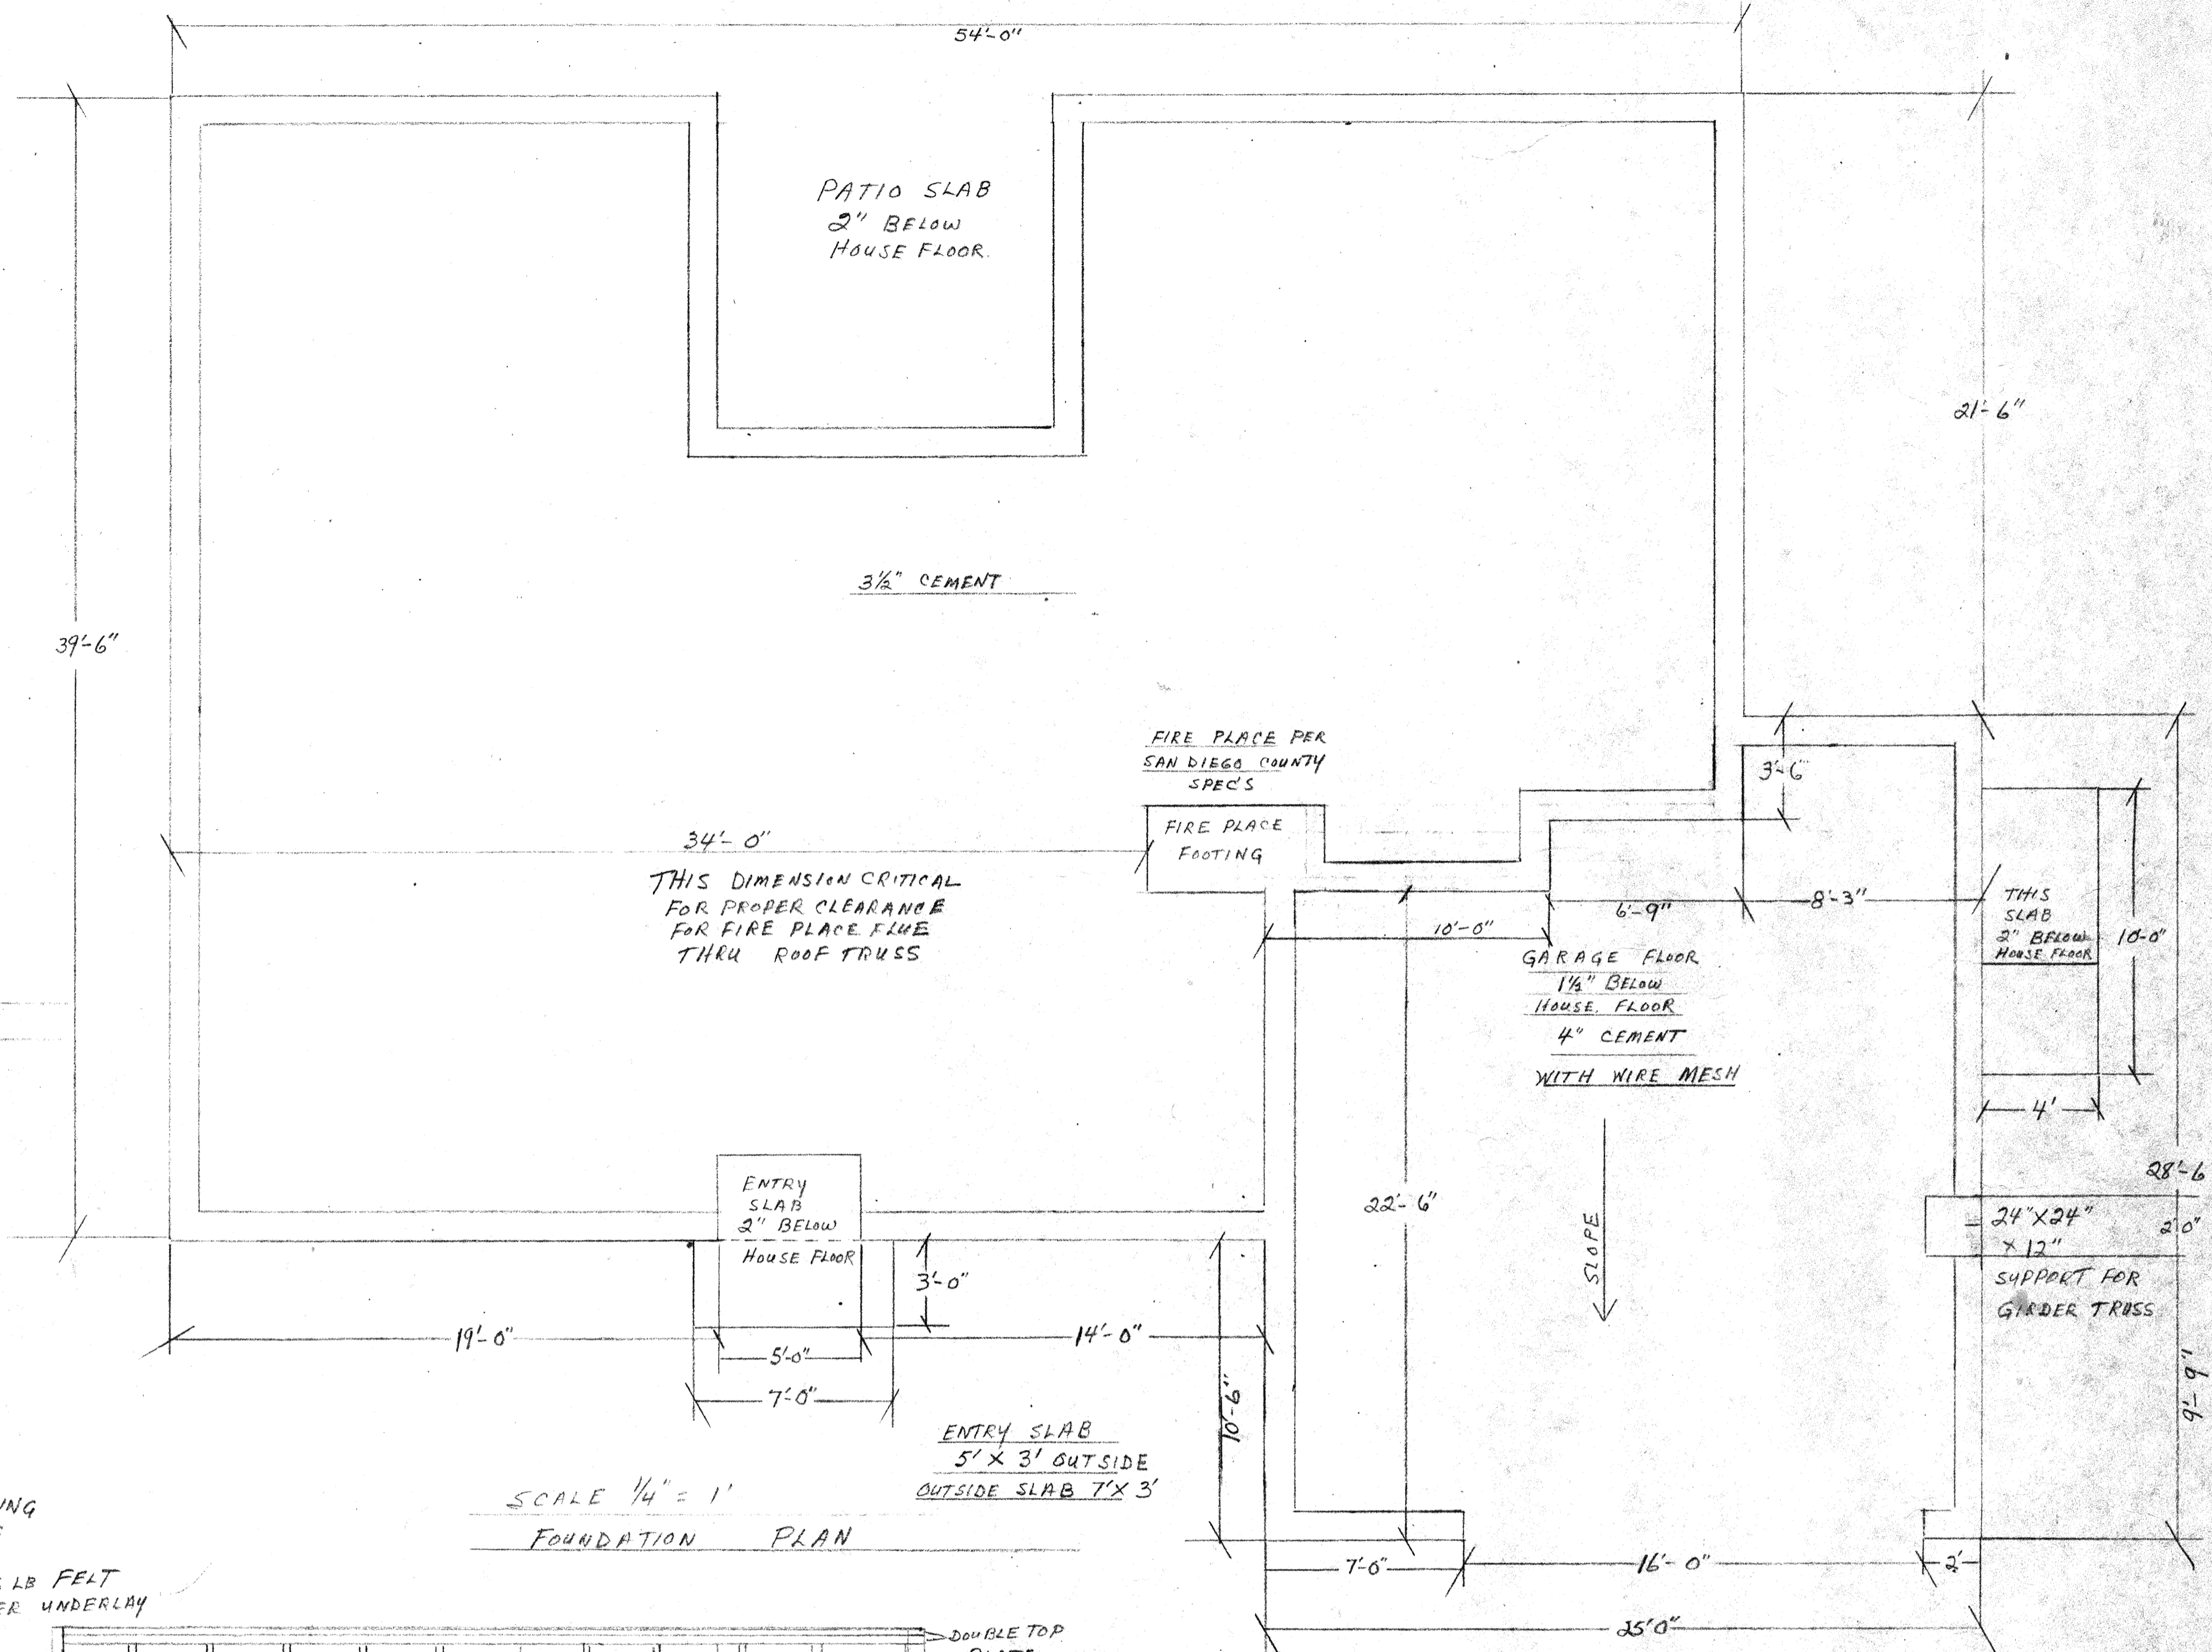 54'-0"
PATIO SLAB
2" BELOW
HOUSE FLOOR.
21'-6"
3½" CEMENT
39'-6"
FIRE PLACE PER
SAN DIEGO COUNTY
SPEC'S
3'-6"
FIRE PLACE
FOOTING
34'-0"
THIS DIMENSION CRITICAL
FOR PROPER CLEARANCE
FOR FIRE PLACE FLUE
THRU ROOF TRUSS
6'-9"
8'-3"
10'-0"
THIS
SLAB
2" BELOW
HOUSE FLOOR
10'-0"
GARAGE FLOOR
1½" BELOW
HOUSE FLOOR
4" CEMENT
WITH WIRE MESH
4'
28'-6
ENTRY
SLAB
2" BELOW
HOUSE FLOOR
22'-6"
SLOPE
24" X 24"
X 12"
2'0"
SUPPORT FOR
GIRDER TRUSS
3'-0"
19'-0"
14'-0"
5'-0"
7'-0"
10'-6"
9'-9"
ENTRY SLAB
5' X 3' OUTSIDE
OUTSIDE SLAB 7' X 3'
SCALE ¼" = 1'
FOUNDATION PLAN
7'-0"
16'-0"
2'
25'0"
LB FELT
UNDERLAY
DOUBLE TOP